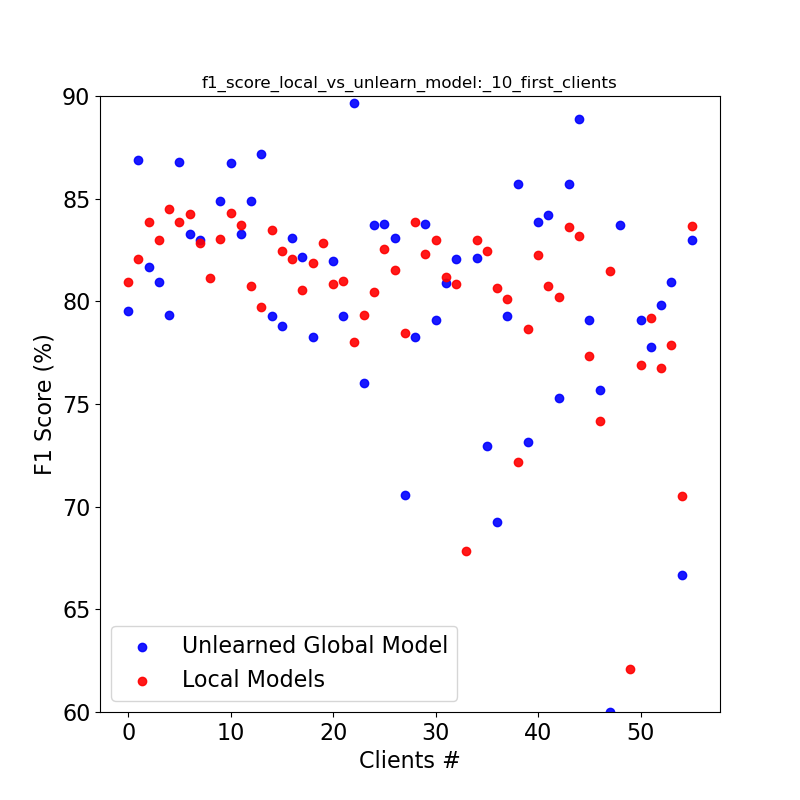 f1_score_local_vs_unlearn_model:_10_first_clients
90
85
80
75
70
65
60
F1 Score (%)
Unlearned Global Model
Local Models
0 10 20 30 40 50
Clients #